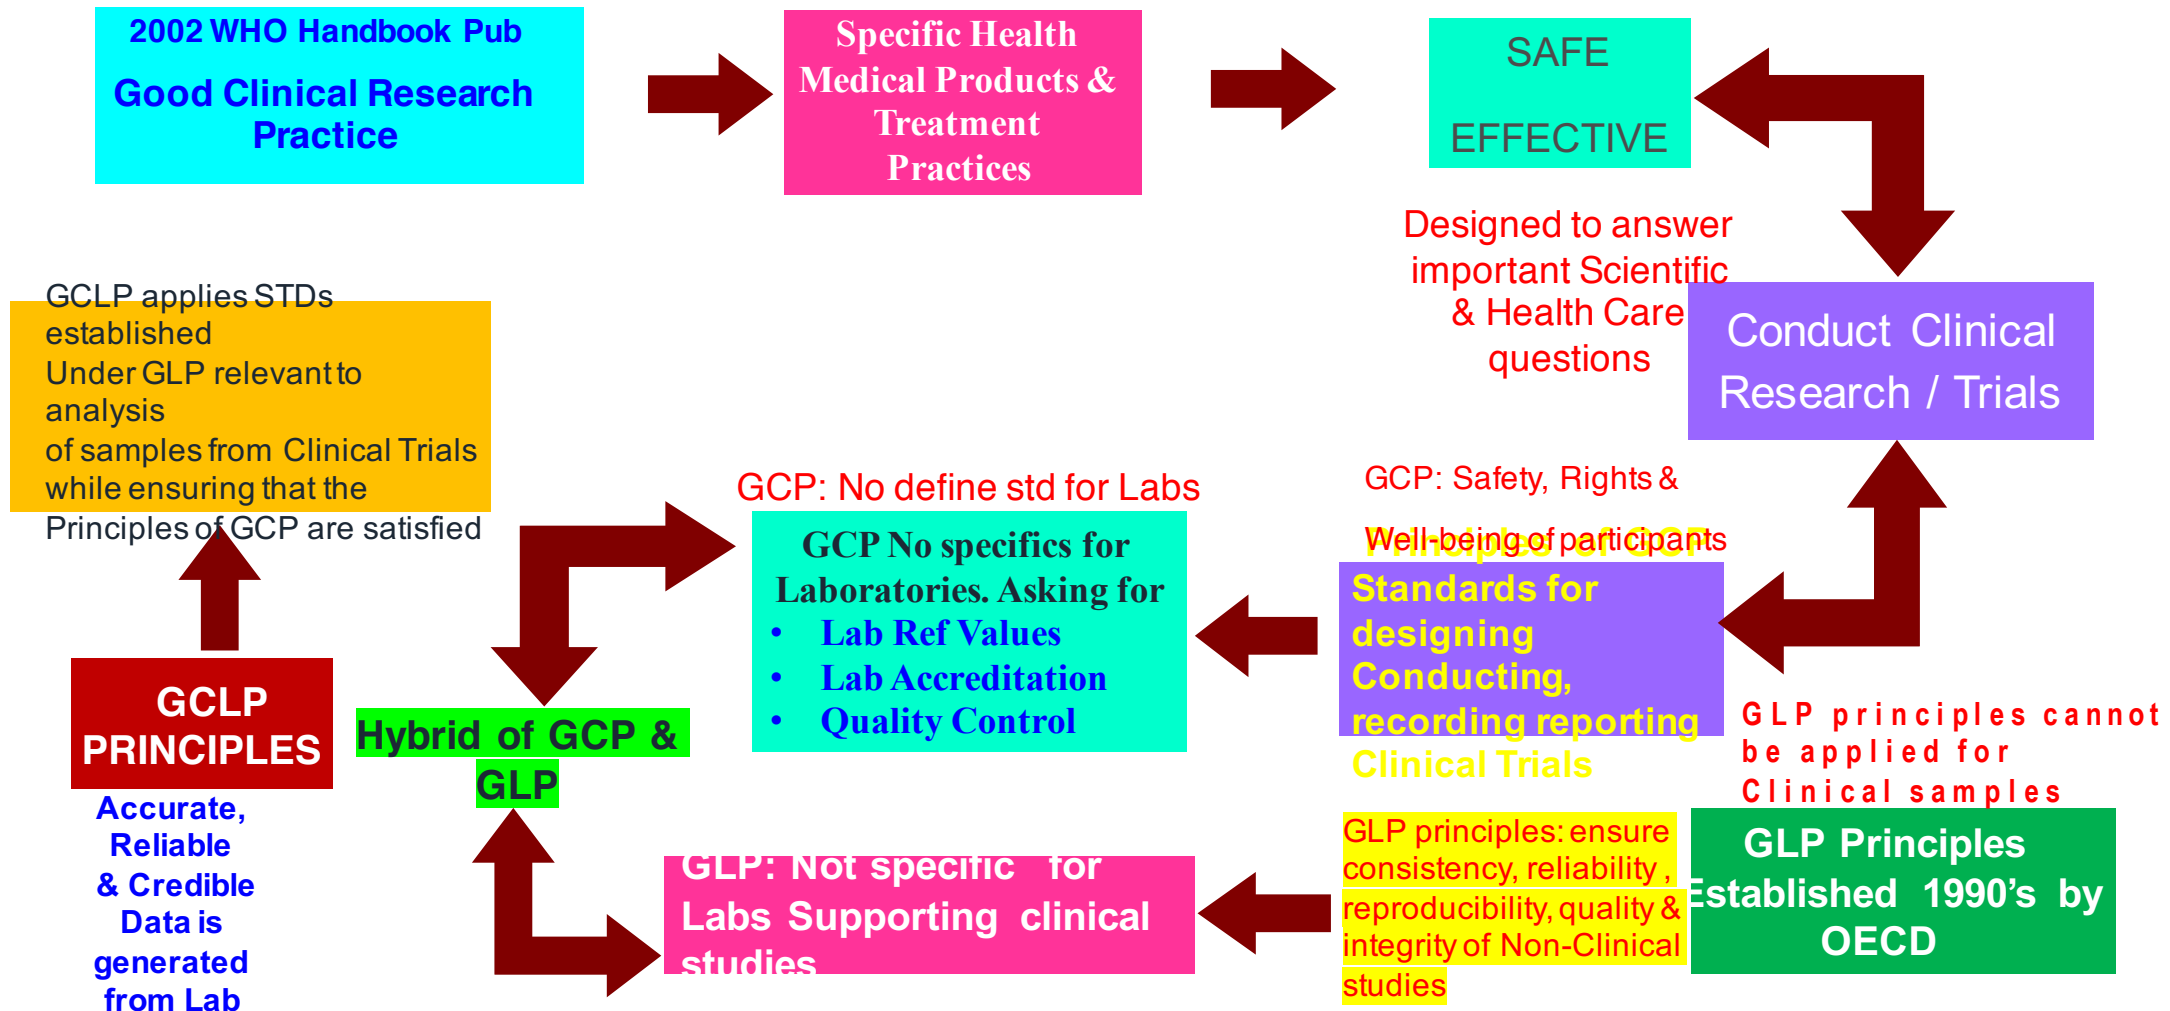 2002 WHO Handbook Pub
Good Clinical Research
Practice
Specific Health
Medical Products &
Treatment
Practices
SAFE
EFFECTIVE
Designed to answer
important Scientific
& Health Care
questions
Conduct Clinical
Research / Trials
GCLP applies STDs
established
Under GLP relevant to
analysis
of samples from Clinical Trials
while ensuring that the
Principles of GCP are satisfied
GCP: No define std for Labs
GCP No specifics for
Laboratories. Asking for
• Lab Ref Values
• Lab Accreditation
• Quality Control
GCP: Safety, Rights &
Well-being of participants
Principles of GCP
Standards for
designing
Conducting,
recording reporting
Clinical Trials
GCLP
PRINCIPLES
Accurate,
Reliable
& Credible
Data is
generated
from Lab
Hybrid of GCP &
GLP
GLP principles cannot
be applied for
Clinical samples
GLP: Not specific for
Labs Supporting clinical
studies
GLP principles: ensure
consistency, reliability ,
reproducibility, quality &
integrity of Non-Clinical
studies
GLP Principles
Established 1990’s by
OECD